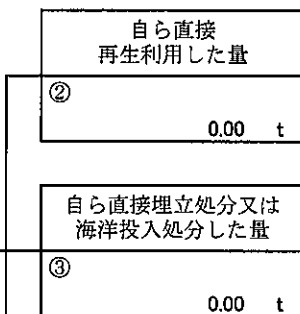 自ら直接
再生利用した量
②
0.00 t
自ら直接埋立処分又は
海洋投入処分した量
③
0.00 t